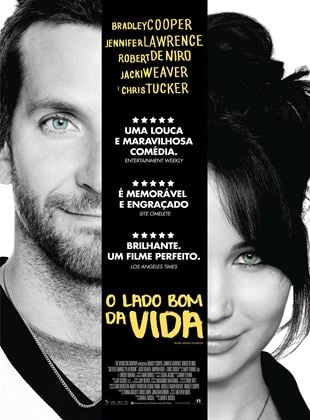 BRADLEY COOPER
JENNIFER LAWRENCE
ROBERT DE NIRO
JACKI WEAVER
E CHRIS TUCKER
★★★★★
UMA LOUCA
E MARAVILHOSA
COMÉDIA.
ENTERTAINMENT WEEKLY
★★★★★
É MEMORÁVEL
E ENGRAÇADO
SITE OMELETE
★★★★★
BRILHANTE.
UM FILME PERFEITO.
LOS ANGELES TIMES
O LADO BOM
DA VIDA